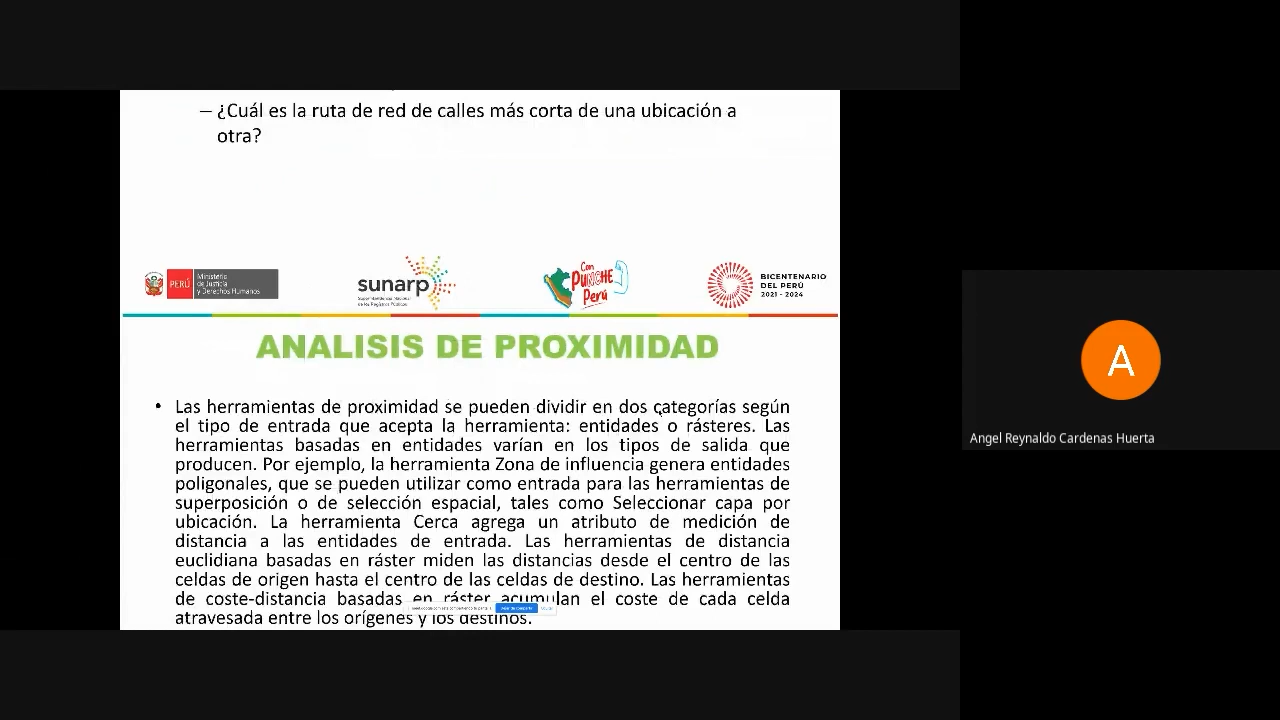 – ¿Cuál es la ruta de red de calles más corta de una ubicación a
otra?
PERÚ
Ministerio
de Justicia
y Derechos Humanos
sunarp
Superintendencia Nacional
de los Registros Públicos
Con
PUNCHE
Perú
BICENTENARIO
DEL PERÚ
2021 - 2024
ANALISIS DE PROXIMIDAD
• Las herramientas de proximidad se pueden dividir en dos categorías según
el tipo de entrada que acepta la herramienta: entidades o rásteres. Las
herramientas basadas en entidades varían en los tipos de salida que
producen. Por ejemplo, la herramienta Zona de influencia genera entidades
poligonales, que se pueden utilizar como entrada para las herramientas de
superposición o de selección espacial, tales como Seleccionar capa por
ubicación. La herramienta Cerca agrega un atributo de medición de
distancia a las entidades de entrada. Las herramientas de distancia
euclidiana basadas en ráster miden las distancias desde el centro de las
celdas de origen hasta el centro de las celdas de destino. Las herramientas
de coste-distancia basadas en ráster acumulan el coste de cada celda
atravesada entre los orígenes y los destinos.
A
Angel Reynaldo Cardenas Huerta